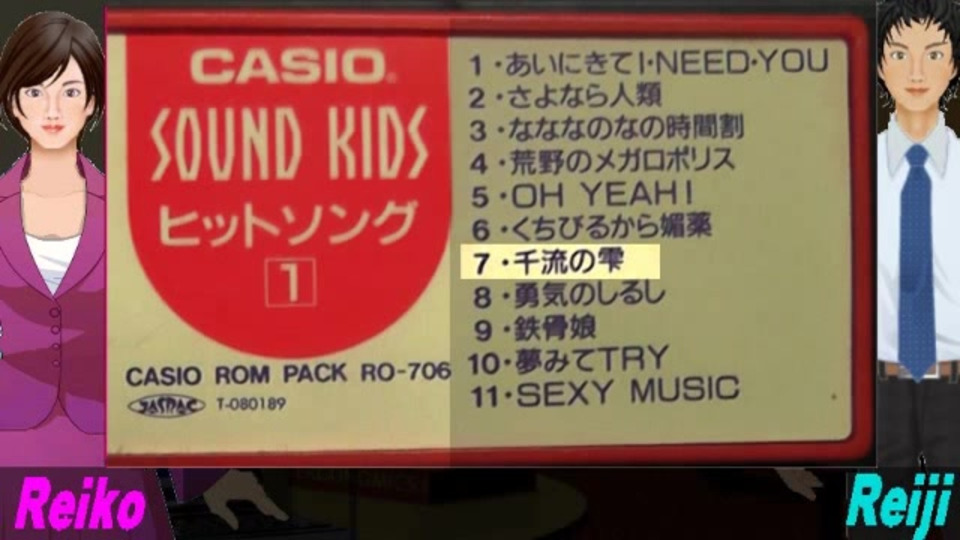 CASIO®
SOUND KIDS
ヒットソング
1
CASIO ROM PACK RO-706
JASRAC T-080189
1・あいにきてI・NEED・YOU
2・さよなら人類
3・なななのなの時間割
4・荒野のメガロポリス
5・OH YEAH!
6・くちびるから媚薬
7・千流の雫
8・勇気のしるし
9・鉄骨娘
10・夢みてTRY
11・SEXY MUSIC
Reiko
Reiji